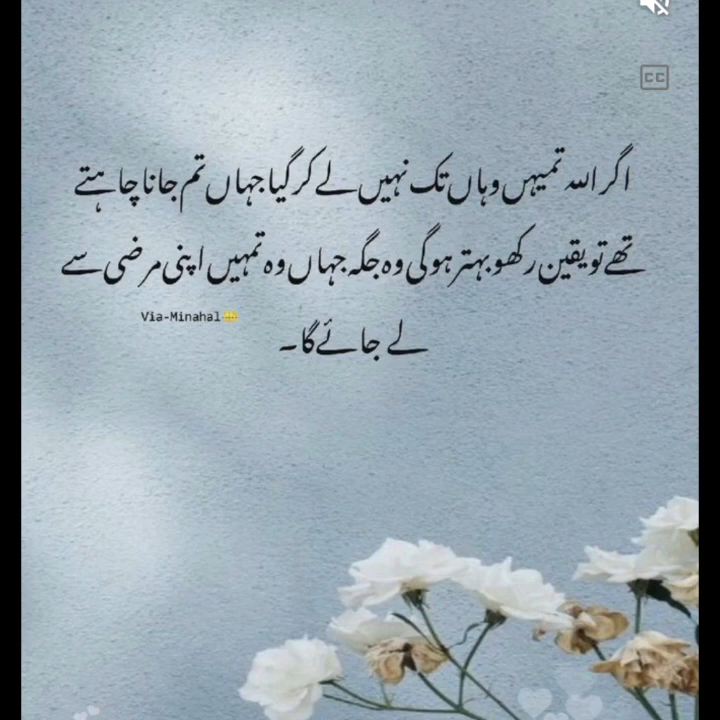 CC
اگر اللہ تمیہں وہاں تک نہیں لے کر گیا جہاں تم جانا چاہتے
تھے تو یقین رکھو بہتر ہوگی وہ جگہ جہاں وہ تمہیں اپنی مرضی سے
Via-Minahal
لے جائے گا۔